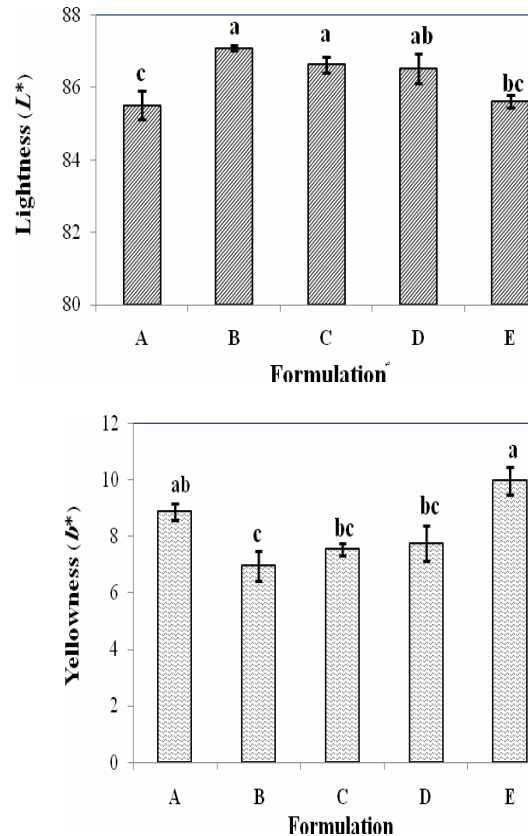 Lightness (L*)
88
86
84
82
80
c
a
a
ab
bc
A B C D E
Formulation
Yellowness (b*)
12
10
8
6
4
2
0
ab
c
bc
bc
a
A B C D E
Formulation